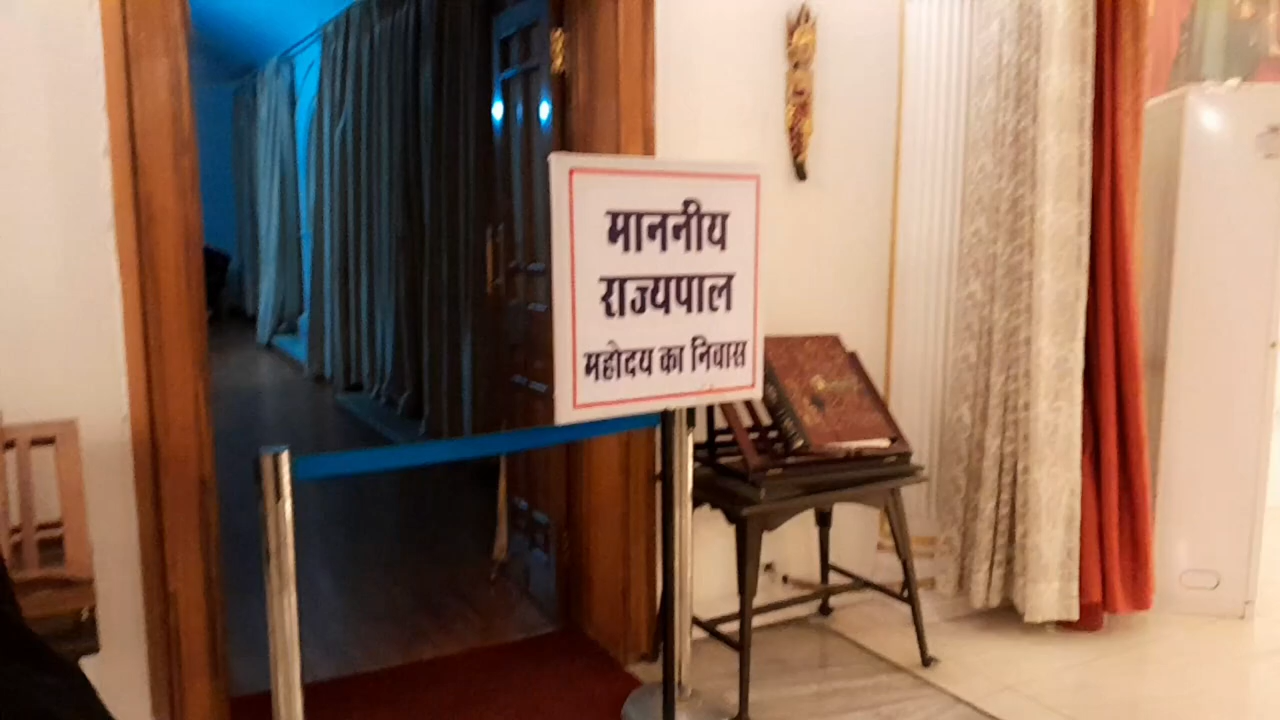 माननीय
राज्यपाल
महोदय का निवास